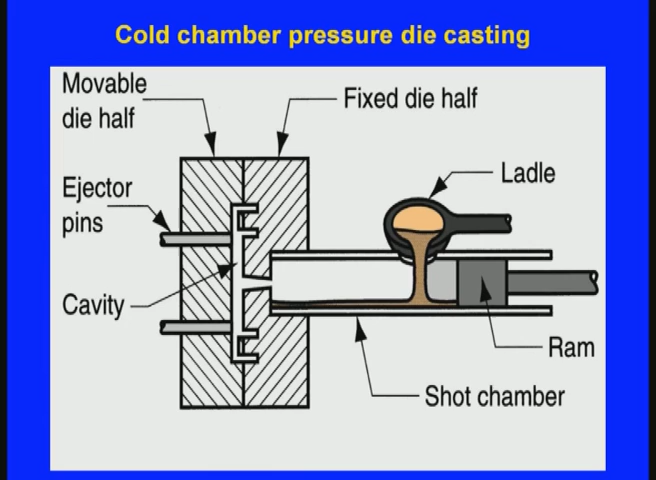 Cold chamber pressure die casting
Movable
die half
Fixed die half
Ladle
Ejector
pins
Cavity
Ram
Shot chamber